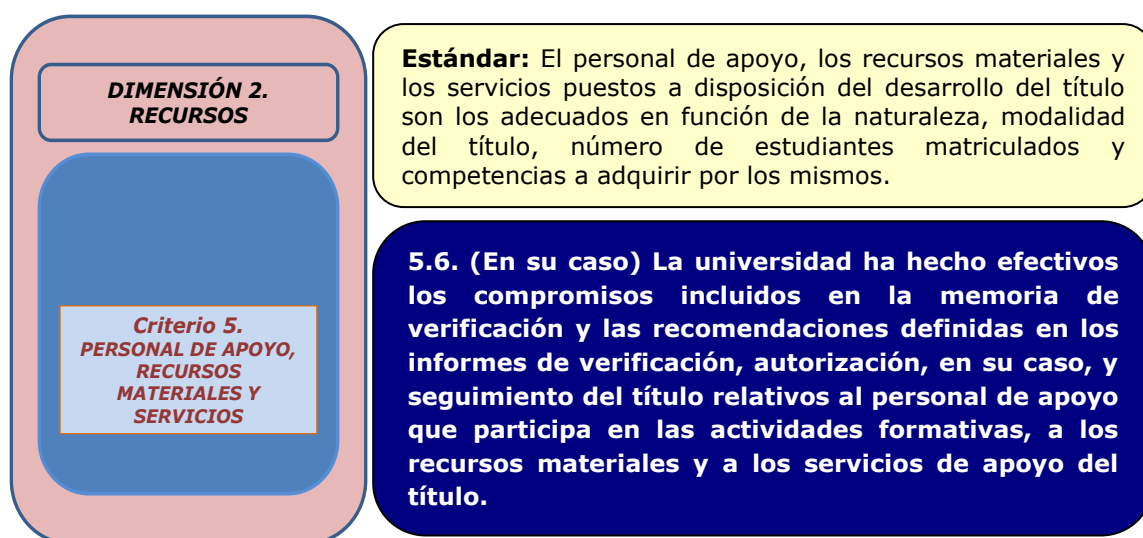 DIMENSIÓN 2.
RECURSOS
Criterio 5.
PERSONAL DE APOYO,
RECURSOS
MATERIALES Y
SERVICIOS
Estándar: El personal de apoyo, los recursos materiales y
los servicios puestos a disposición del desarrollo del título
son los adecuados en función de la naturaleza, modalidad
del título, número de estudiantes matriculados y
competencias a adquirir por los mismos.
5.6. (En su caso) La universidad ha hecho efectivos
los compromisos incluidos en la memoria de
verificación y las recomendaciones definidas en los
informes de verificación, autorización, en su caso, y
seguimiento del título relativos al personal de apoyo
que participa en las actividades formativas, a los
recursos materiales y a los servicios de apoyo del
título.